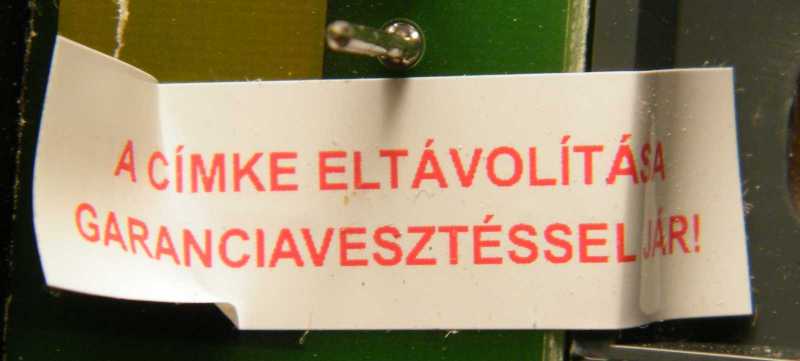 A CÍMKE ELTÁVOLÍTÁSA
GARANCIAVESZTÉSSEL JÁR!